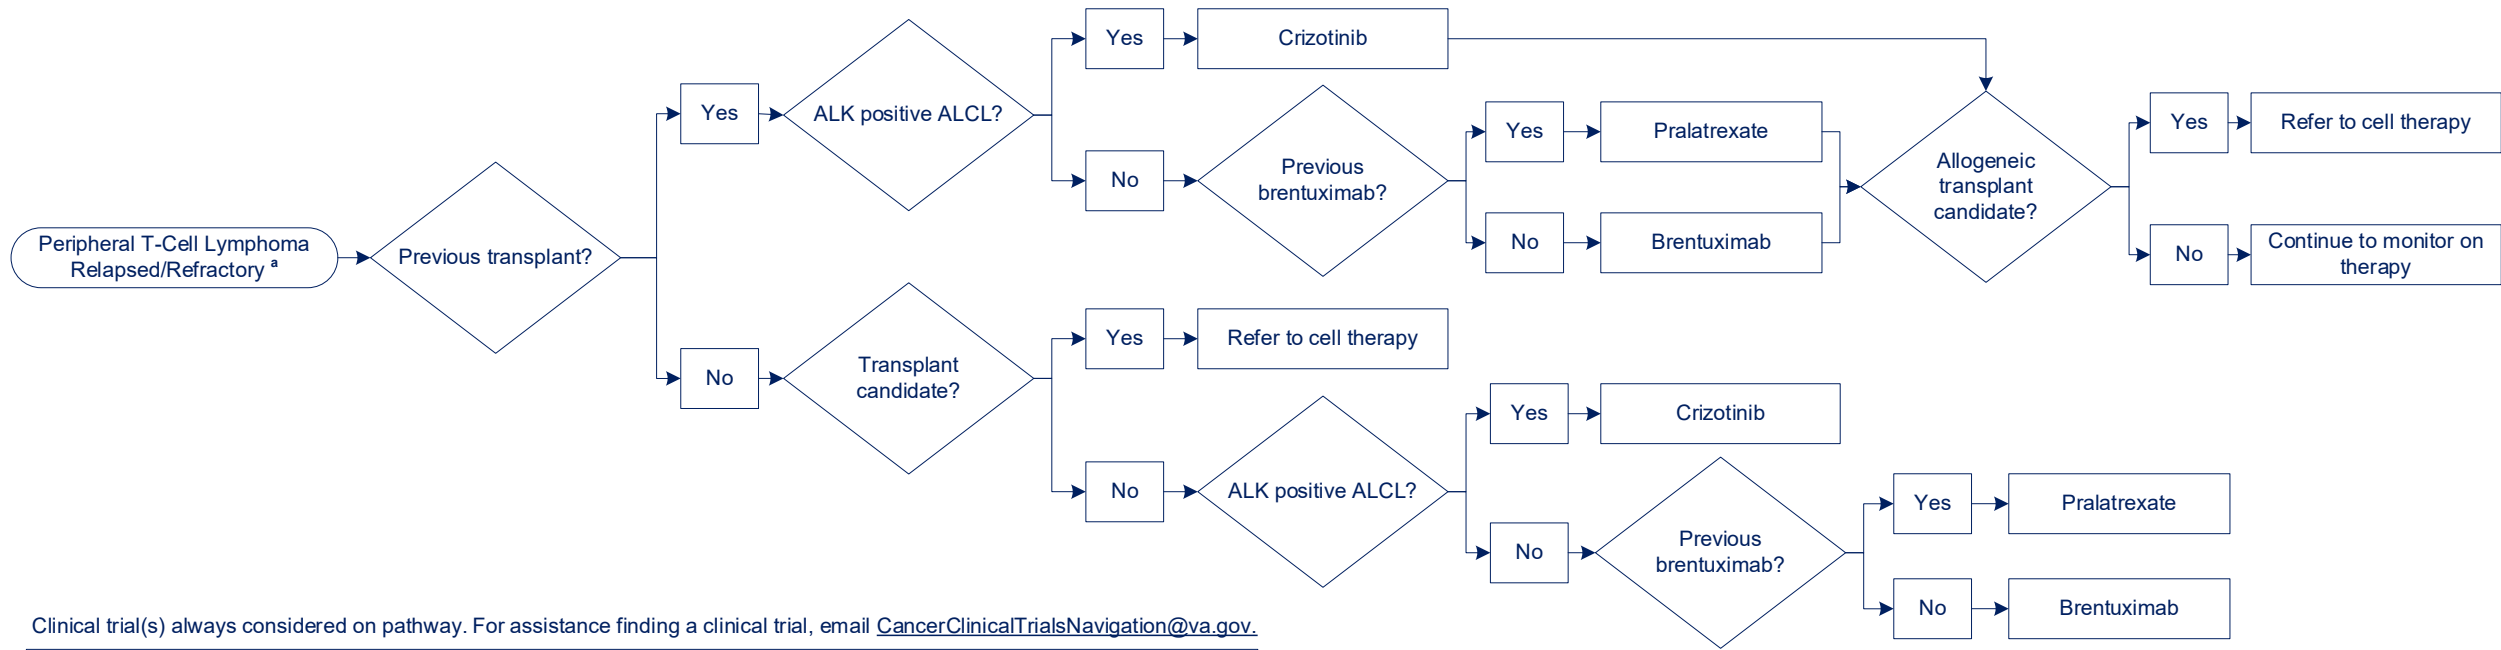 Peripheral T-Cell Lymphoma
Relapsed/Refractory a
Previous transplant?
Yes
ALK positive ALCL?
Yes
Crizotinib
No
Previous
brentuximab?
Yes
Pralatrexate
No
Brentuximab
Allogeneic
transplant
candidate?
Yes
Refer to cell therapy
No
Continue to monitor on
therapy
No
Transplant
candidate?
Yes
Refer to cell therapy
No
ALK positive ALCL?
Yes
Crizotinib
No
Previous
brentuximab?
Yes
Pralatrexate
No
Brentuximab
Clinical trial(s) always considered on pathway. For assistance finding a clinical trial, email CancerClinicalTrialsNavigation@va.gov.